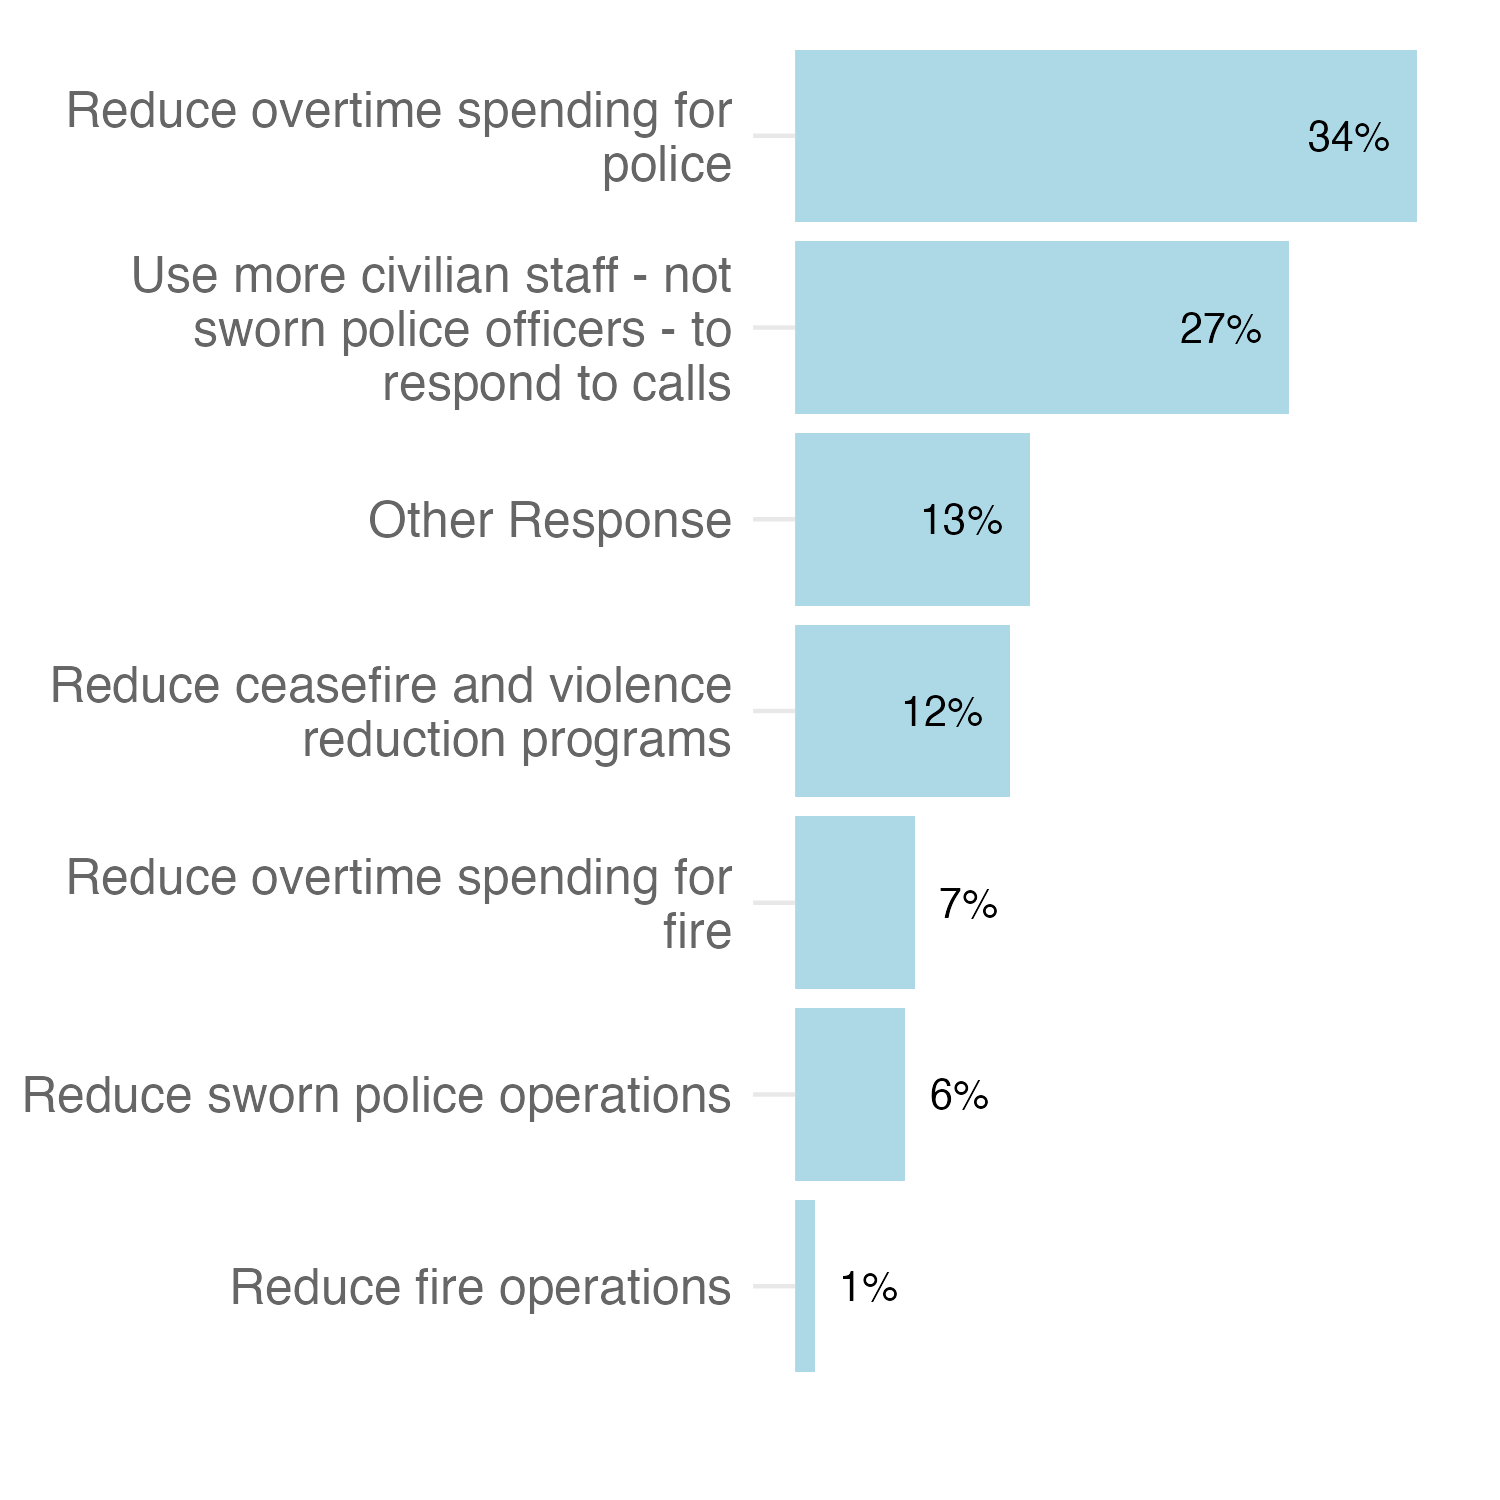 Reduce overtime spending for
police
34%
Use more civilian staff - not
sworn police officers - to
respond to calls
27%
Other Response
13%
Reduce ceasefire and violence
reduction programs
12%
Reduce overtime spending for
fire
7%
Reduce sworn police operations
6%
Reduce fire operations
1%